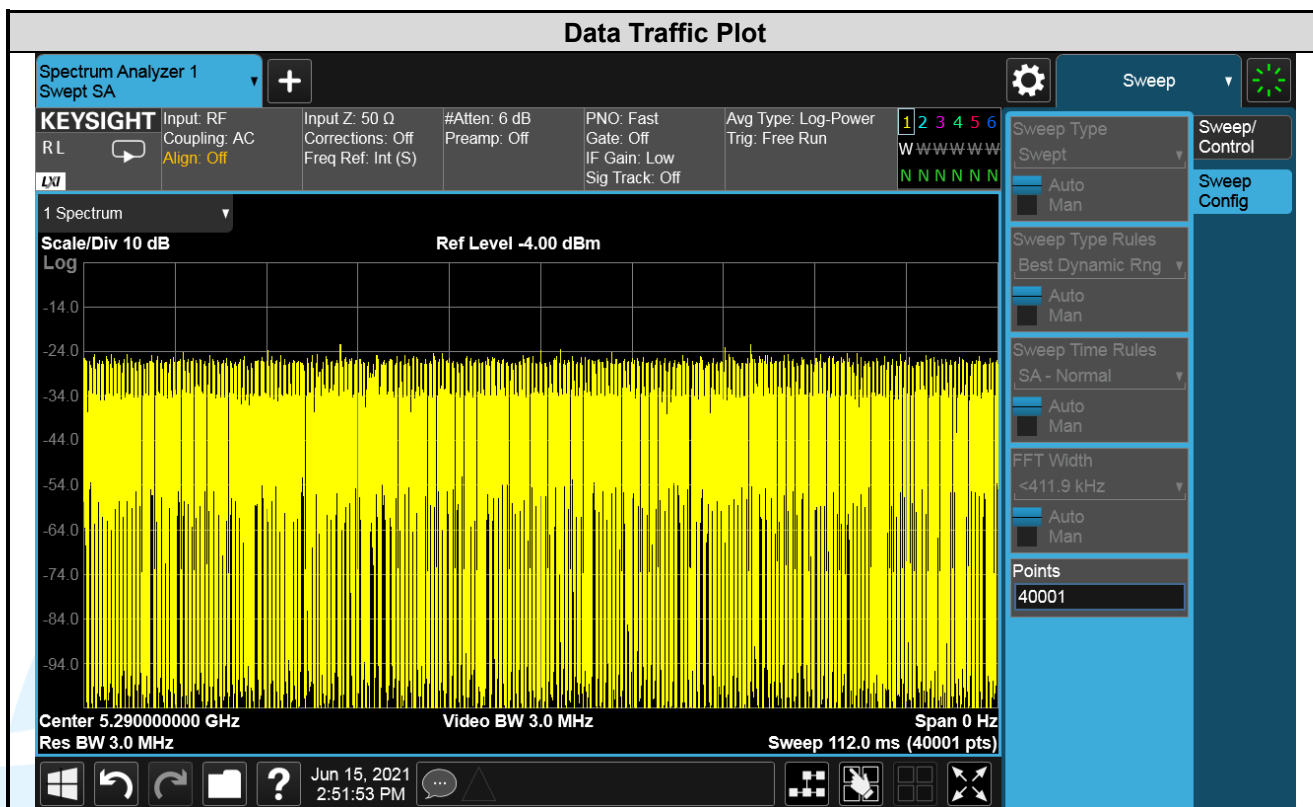 Data Traffic Plot
Spectrum Analyzer 1
Swept SA
Sweep
KEYSIGHT
R L
LXI
Input: RF
Coupling: AC
Align: Off
Input Z: 50 Ω
Corrections: Off
Freq Ref: Int (S)
#Atten: 6 dB
Preamp: Off
PNO: Fast
Gate: Off
IF Gain: Low
Sig Track: Off
Avg Type: Log-Power
Trig: Free Run
1 2 3 4 5 6
W W W W W W
N N N N N N
1 Spectrum
Scale/Div 10 dB
Ref Level -4.00 dBm
Log
-14.0
-24.0
-34.0
-44.0
-54.0
-64.0
-74.0
-84.0
-94.0
Center 5.290000000 GHz
Video BW 3.0 MHz
Span 0 Hz
Res BW 3.0 MHz
Sweep 112.0 ms (40001 pts)
Sweep Type
Swept
Auto
Man
Sweep Type Rules
Best Dynamic Rng
Auto
Man
Sweep Time Rules
SA - Normal
Auto
Man
FFT Width
<411.9 kHz
Auto
Man
Points
40001
Sweep/
Control
Sweep
Config
?
Jun 15, 2021
2:51:53 PM